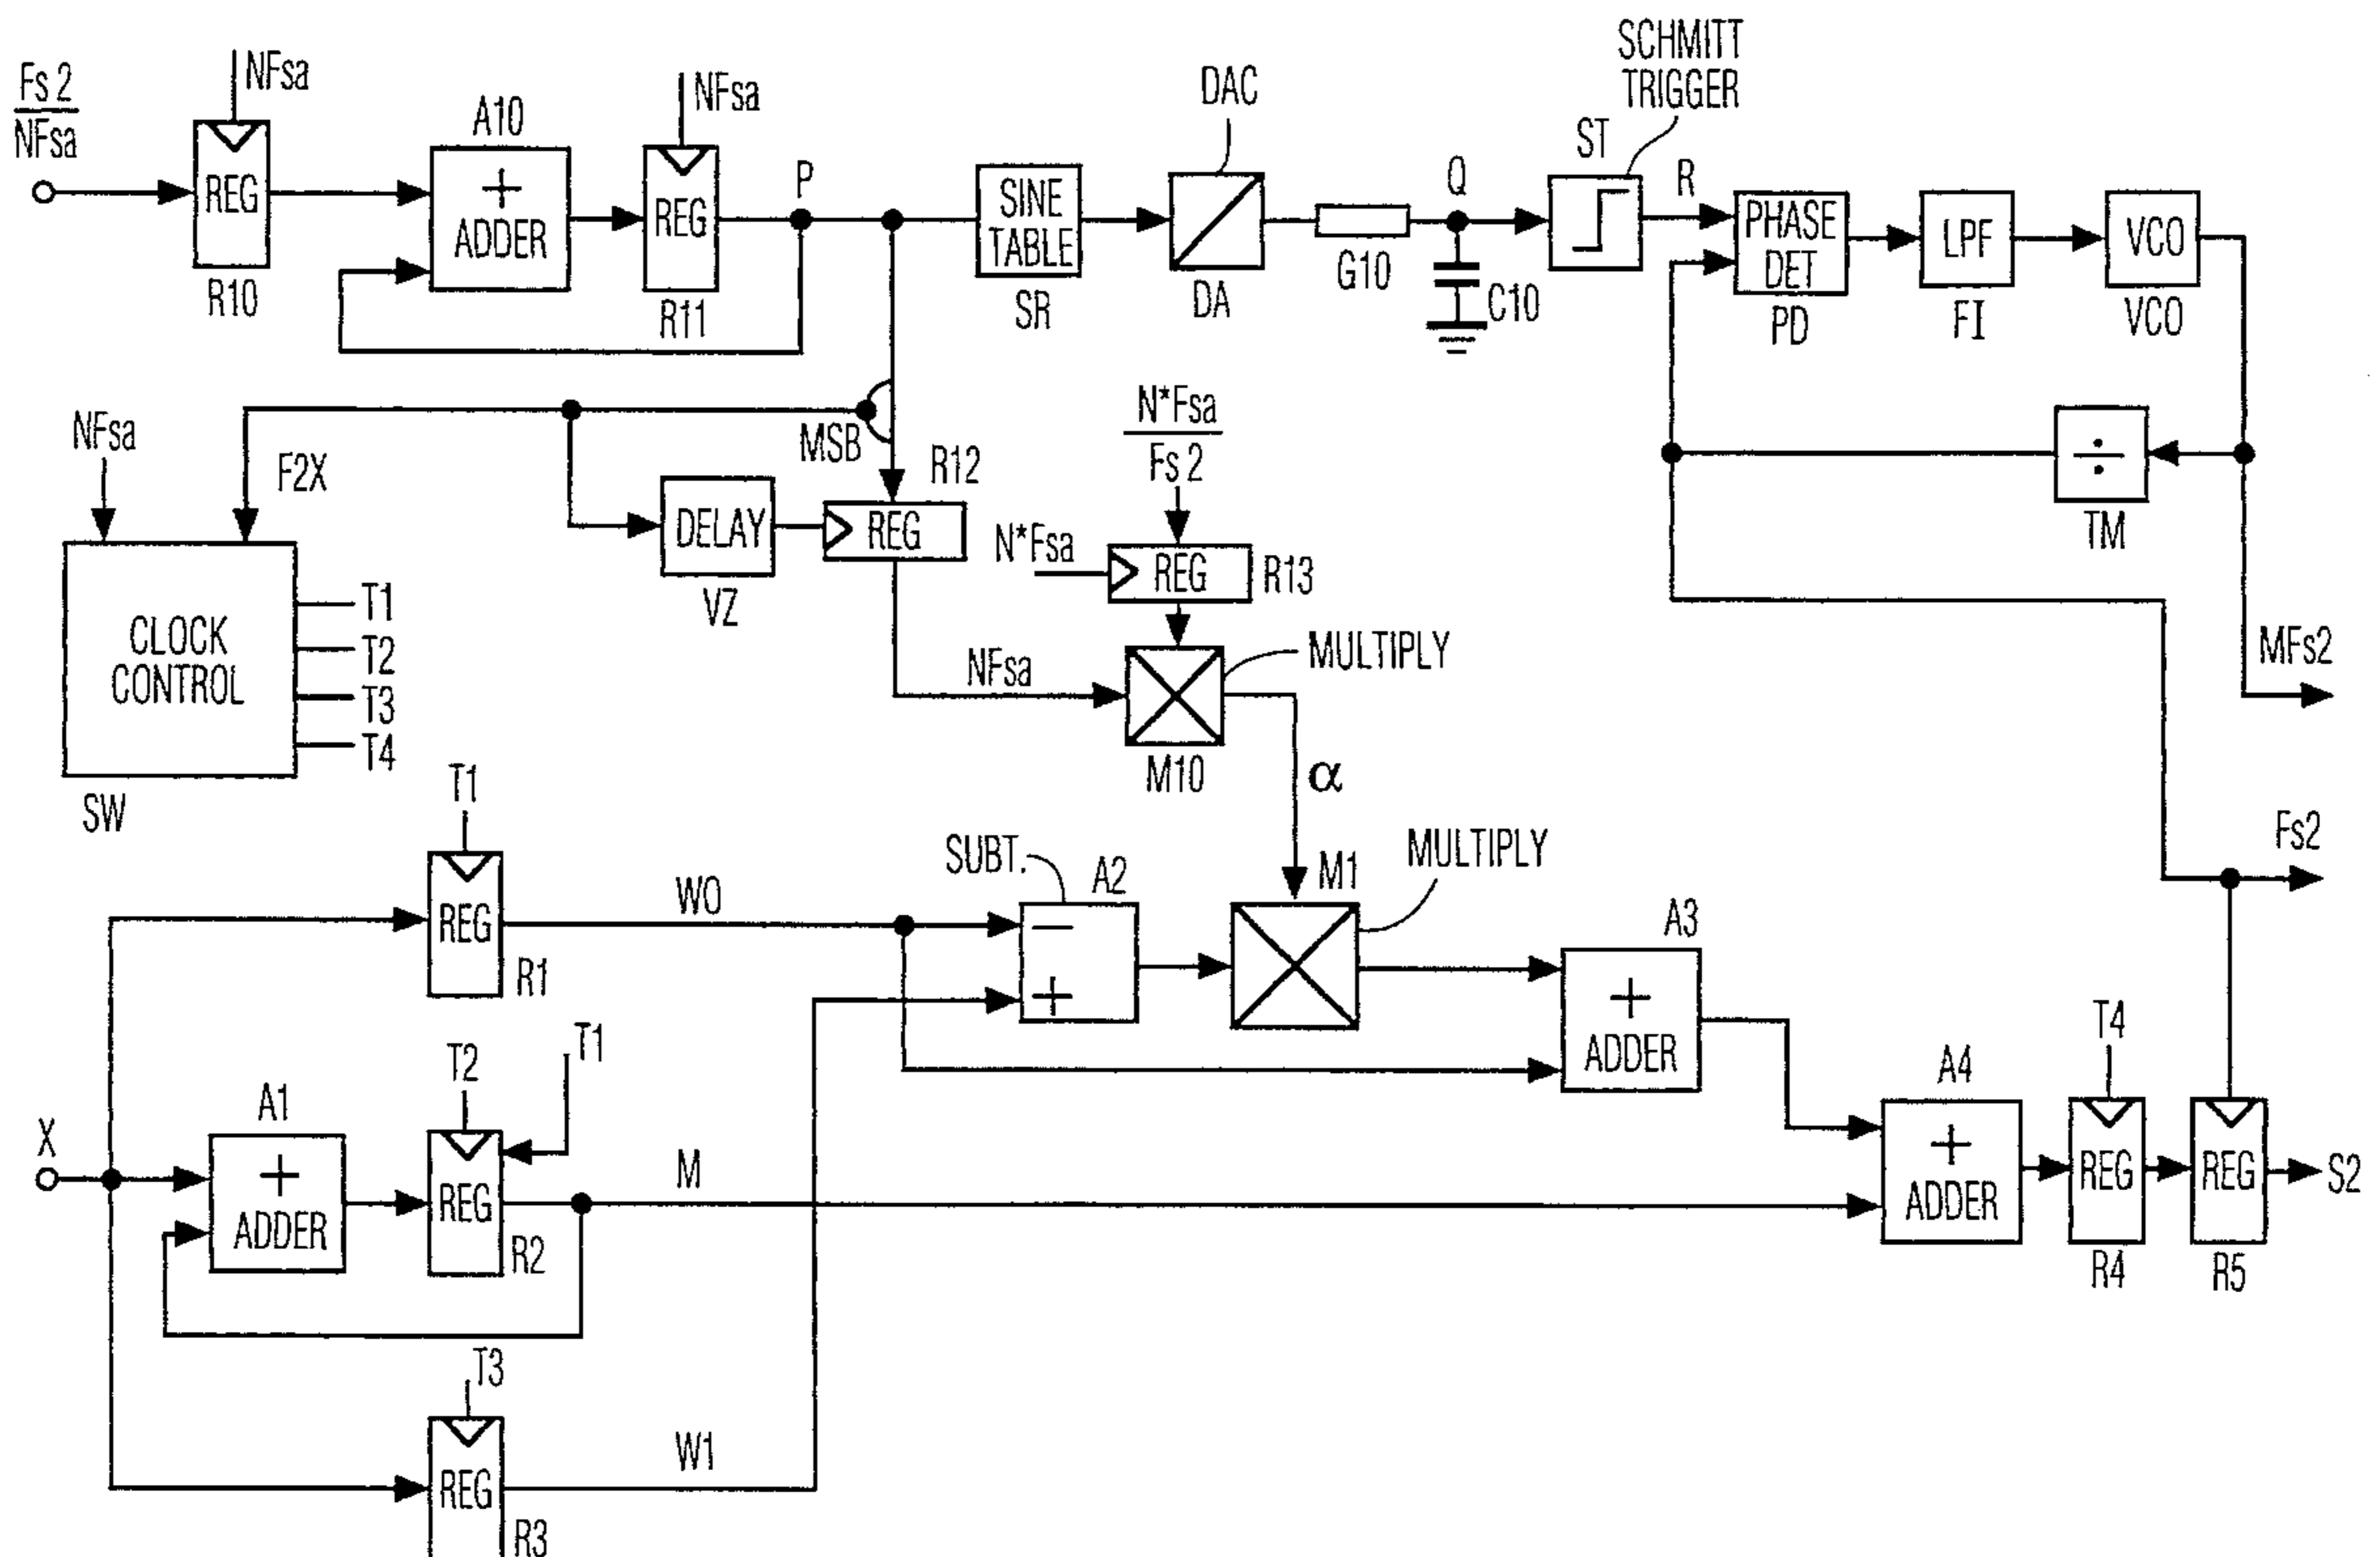 Fs 2
NFsa
NFsa
REG
R10
A10
+
ADDER
NFsa
REG
R11
P
SINE
TABLE
SR
DAC
DA
G10
Q
C10
SCHMITT
TRIGGER
ST
R
PHASE
DET
PD
LPF
FI
VCO
VCO
÷
TM
MFs2
Fs2
NFsa
F2X
MSB
CLOCK
CONTROL
SW
T1
T2
T3
T4
DELAY
VZ
R12
REG
N*Fsa
Fs 2
N*Fsa
REG
R13
NFsa
MULTIPLY
M10
α
T1
REG
R1
WO
SUBT.
A2
−
+
M1
MULTIPLY
A3
+
ADDER
X
A1
+
ADDER
T2
T1
REG
R2
M
A4
+
ADDER
T4
REG
R4
REG
R5
S2
T3
REG
R3
W1